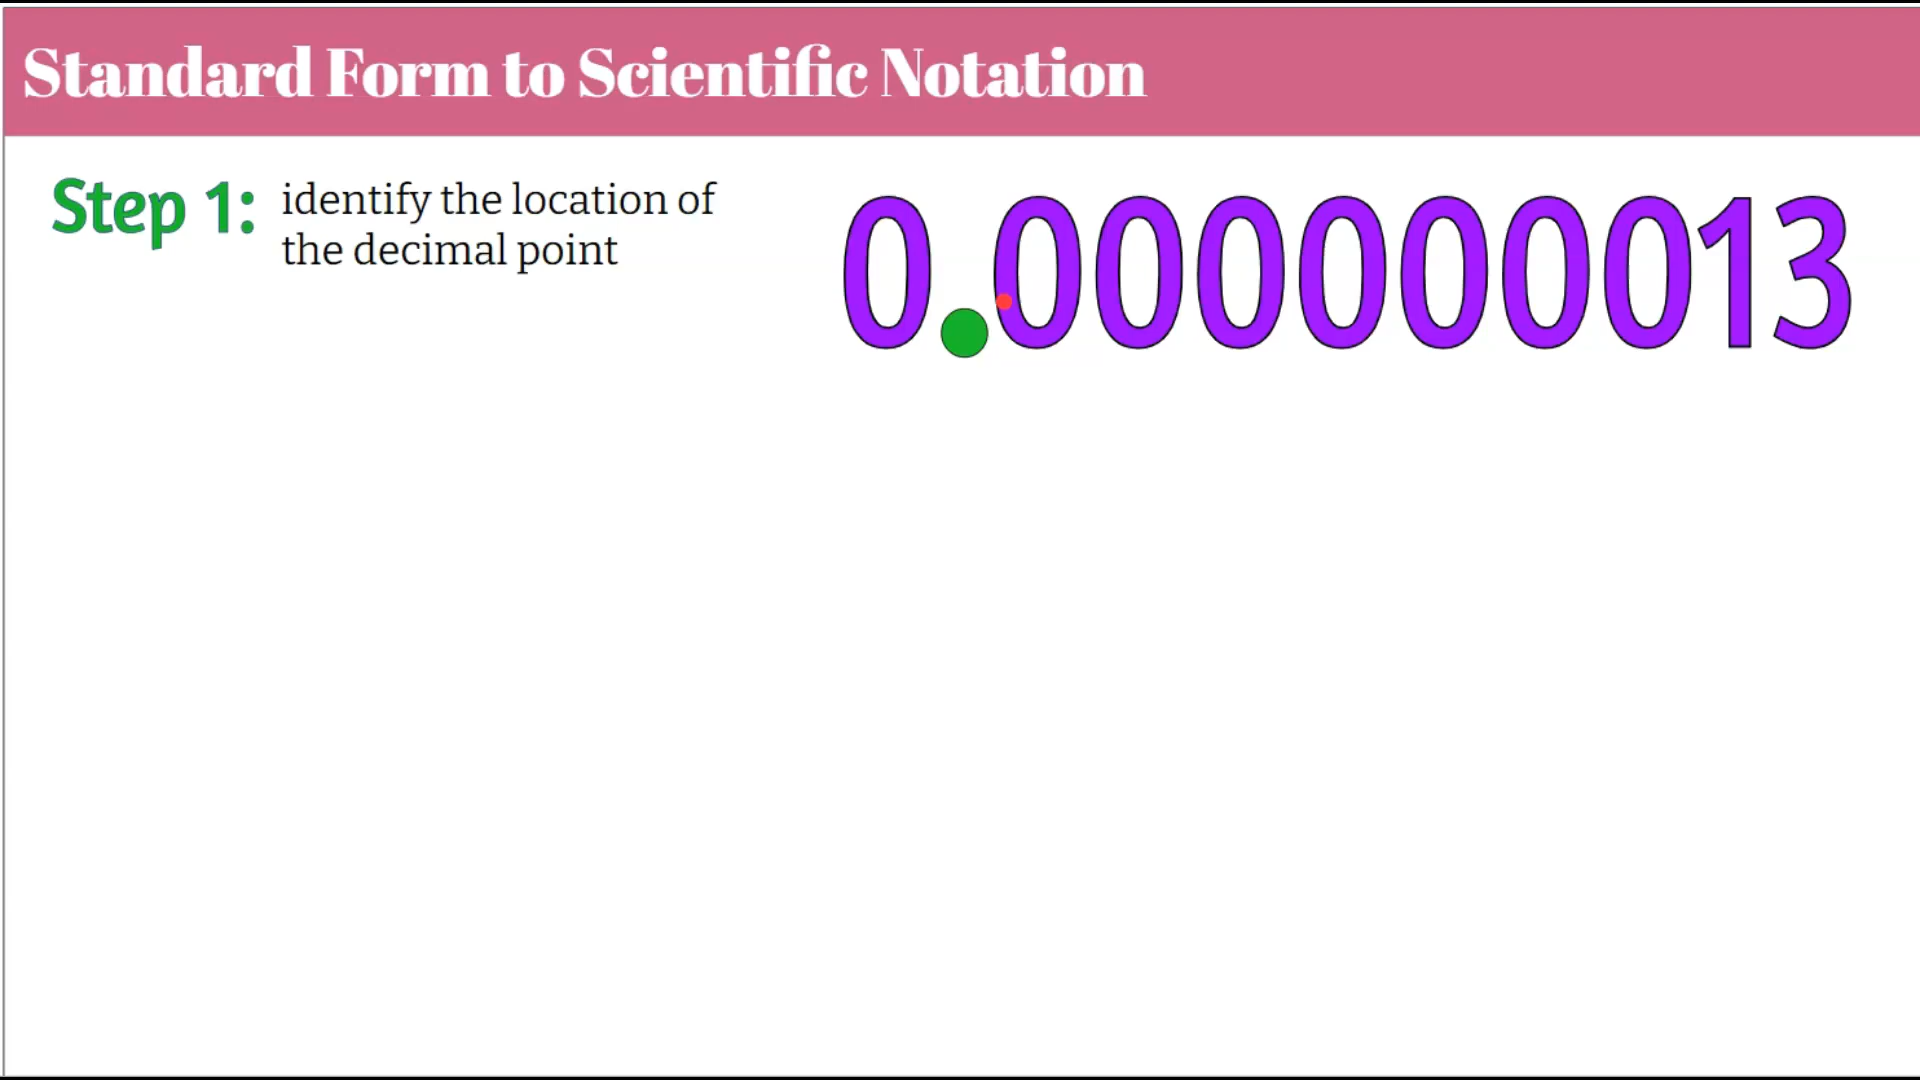 Standard Form to Scientific Notation
Step 1: identify the location of
the decimal point
0.000000013